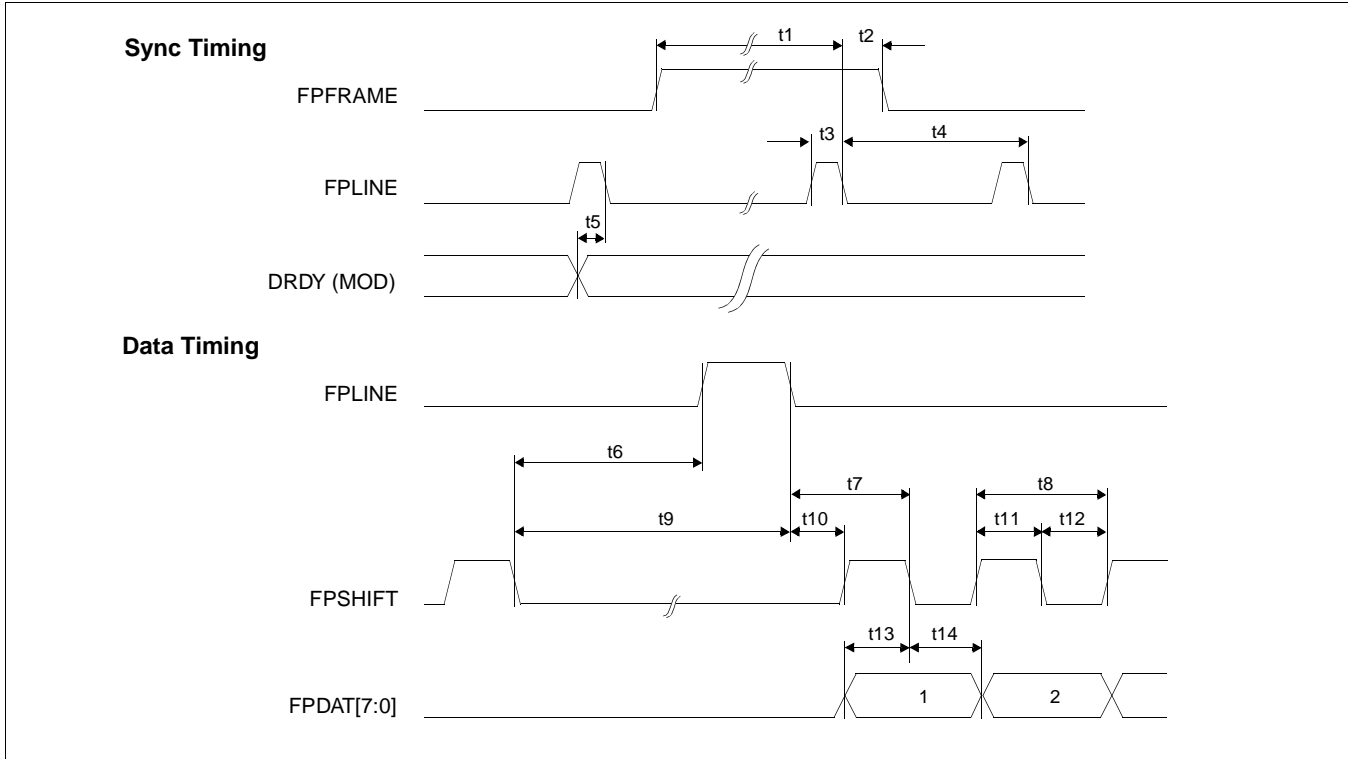 Sync Timing
t1
t2
FPFRAME
t3
t4
FPLINE
t5
DRDY (MOD)
Data Timing
FPLINE
t6
t7
t8
t9
t10
t11
t12
FPSHIFT
t13
t14
FPDAT[7:0]
1
2